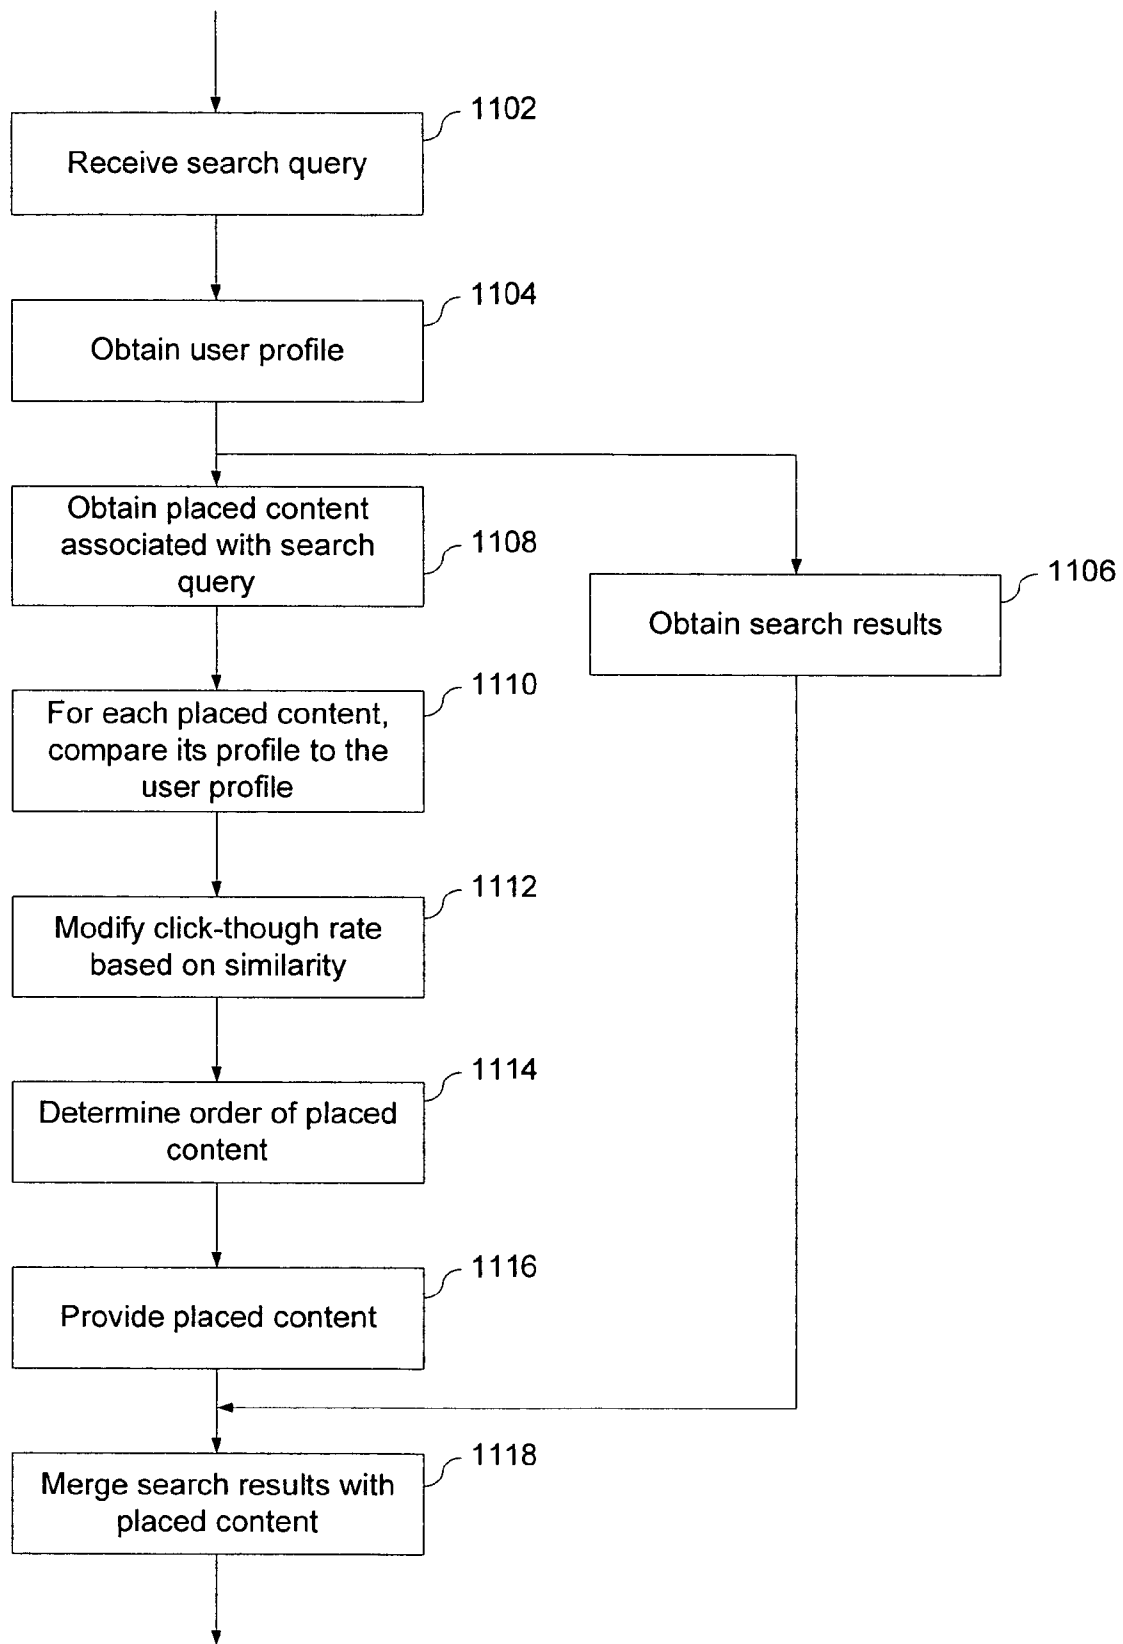 1102
Receive search query
1104
Obtain user profile
Obtain placed content
associated with search
query
1108
1106
Obtain search results
1110
For each placed content,
compare its profile to the
user profile
1112
Modify click-though rate
based on similarity
1114
Determine order of placed
content
1116
Provide placed content
1118
Merge search results with
placed content